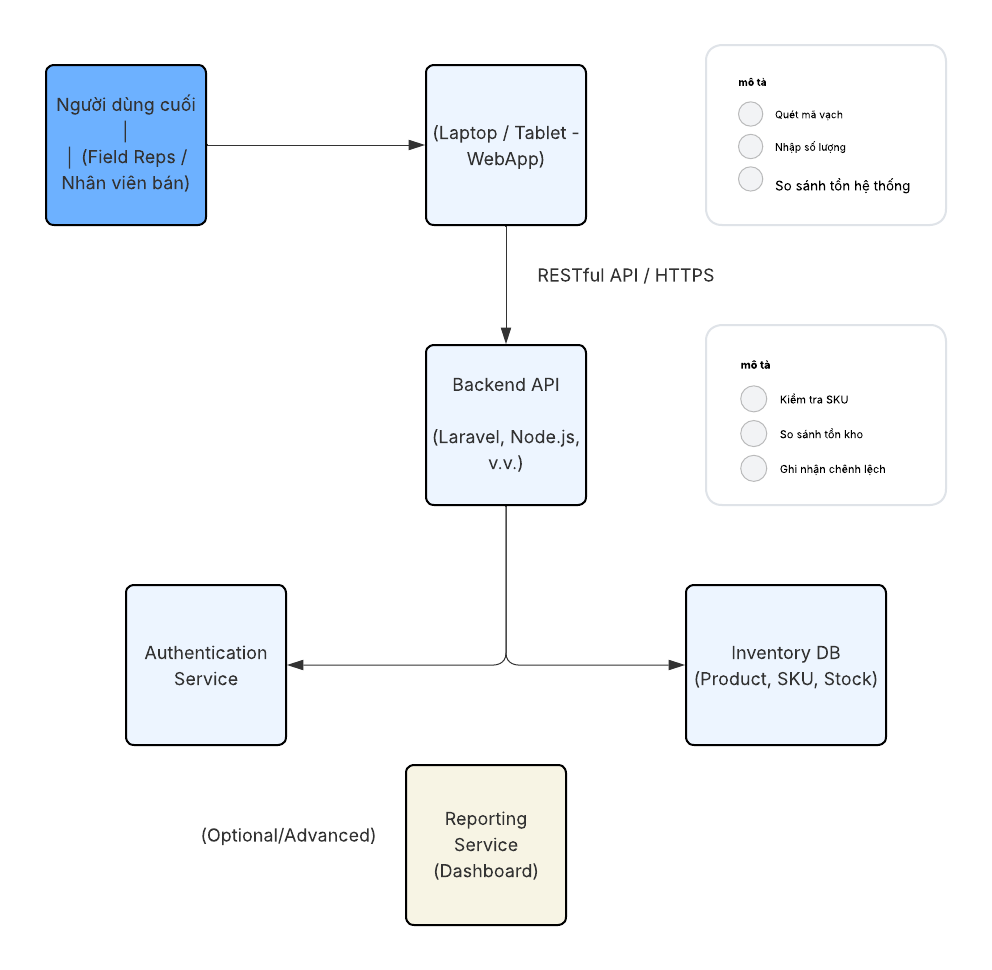 Người dùng cuối
|
| (Field Reps /
Nhân viên bán)
(Laptop / Tablet -
WebApp)
mô tả
Quét mã vạch
Nhập số lượng
So sánh tồn hệ thống
RESTful API / HTTPS
Backend API
(Laravel, Node.js,
v.v.)
mô tả
Kiểm tra SKU
So sánh tồn kho
Ghi nhận chênh lệch
Authentication
Service
Inventory DB
(Product, SKU, Stock)
(Optional/Advanced)
Reporting
Service
(Dashboard)